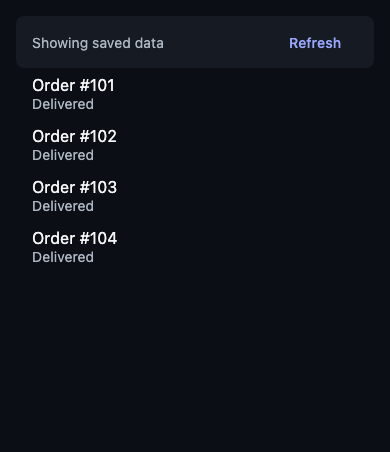 Showing saved data
Refresh
Order #101
Delivered
Order #102
Delivered
Order #103
Delivered
Order #104
Delivered